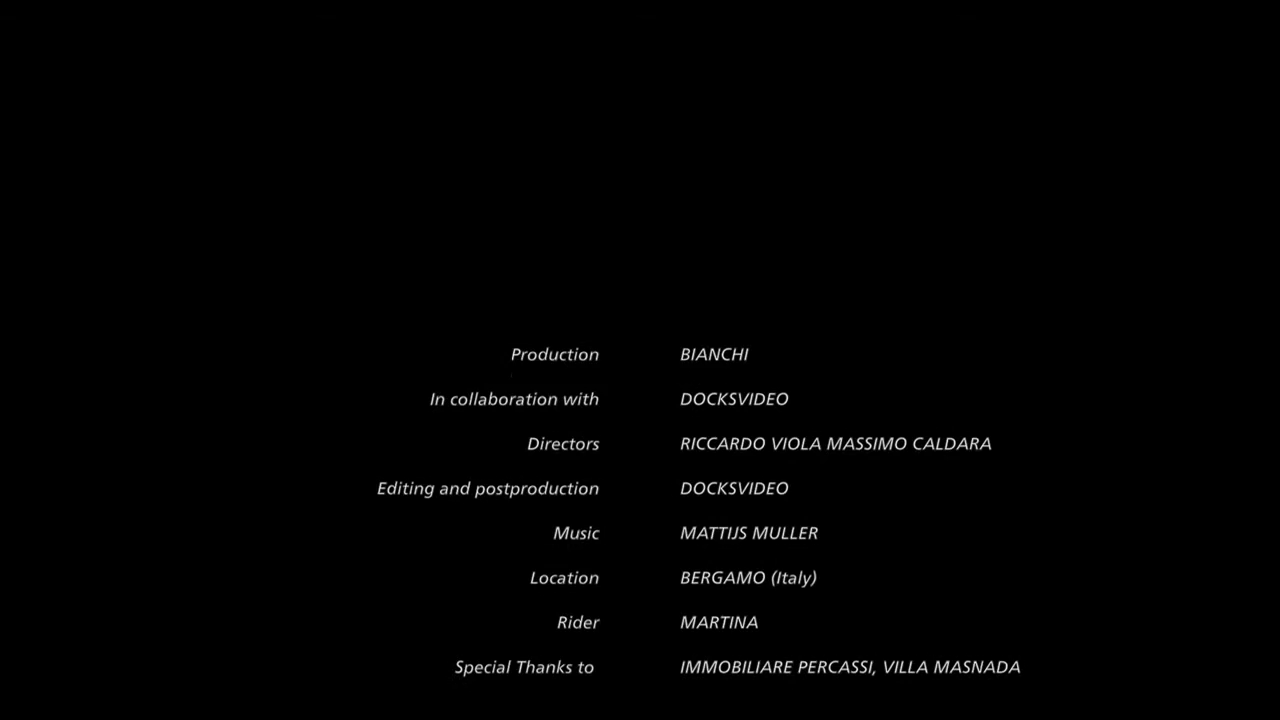 Production BIANCHI
In collaboration with DOCKSVIDEO
Directors RICCARDO VIOLA MASSIMO CALDARA
Editing and postproduction DOCKSVIDEO
Music MATTIJS MULLER
Location BERGAMO (Italy)
Rider MARTINA
Special Thanks to IMMOBILIARE PERCASSI, VILLA MASNADA